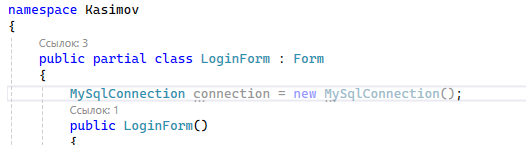 namespace Kasimov
{
Ссылок: 3
public partial class LoginForm : Form
{
MySqlConnection connection = new MySqlConnection();
Ссылок: 1
public LoginForm()
{